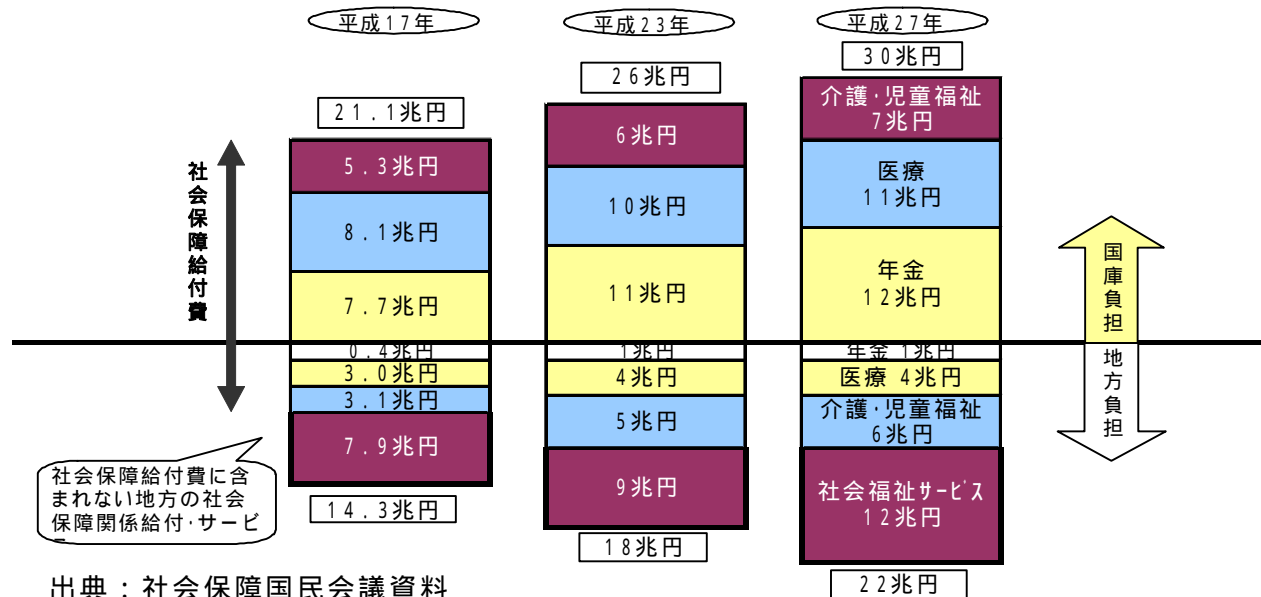 平成17年
平成23年
平成27年
30兆円
26兆円
21.1兆円
社会保障給付費
5.3兆円
8.1兆円
7.7兆円
0.4兆円
3.0兆円
3.1兆円
7.9兆円
14.3兆円
6兆円
10兆円
11兆円
1兆円
4兆円
5兆円
9兆円
18兆円
介護・児童福祉
7兆円
医療
11兆円
年金
12兆円
年金 1兆円
医療 4兆円
介護・児童福祉
6兆円
社会福祉サービス
12兆円
22兆円
国庫負担
地方負担
社会保障給付費に含
まれない地方の社会
保障関係給付・サービ
出典:社会保障国民会議資料